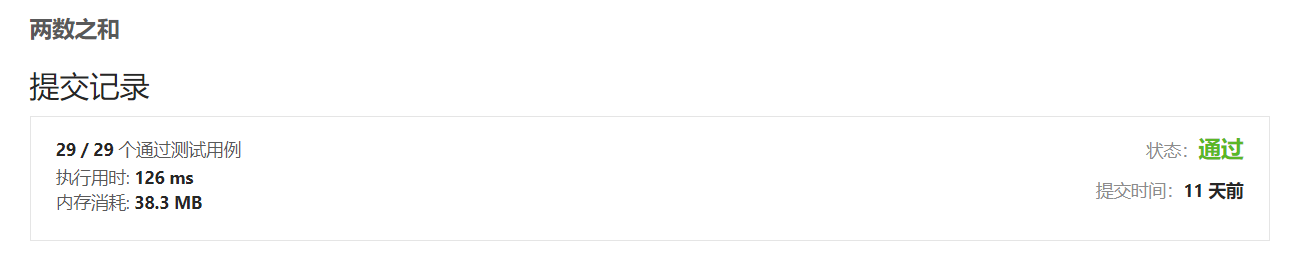 两数之和
提交记录
29 / 29 个通过测试用例
状态：通过
执行用时: 126 ms
提交时间：11 天前
内存消耗: 38.3 MB